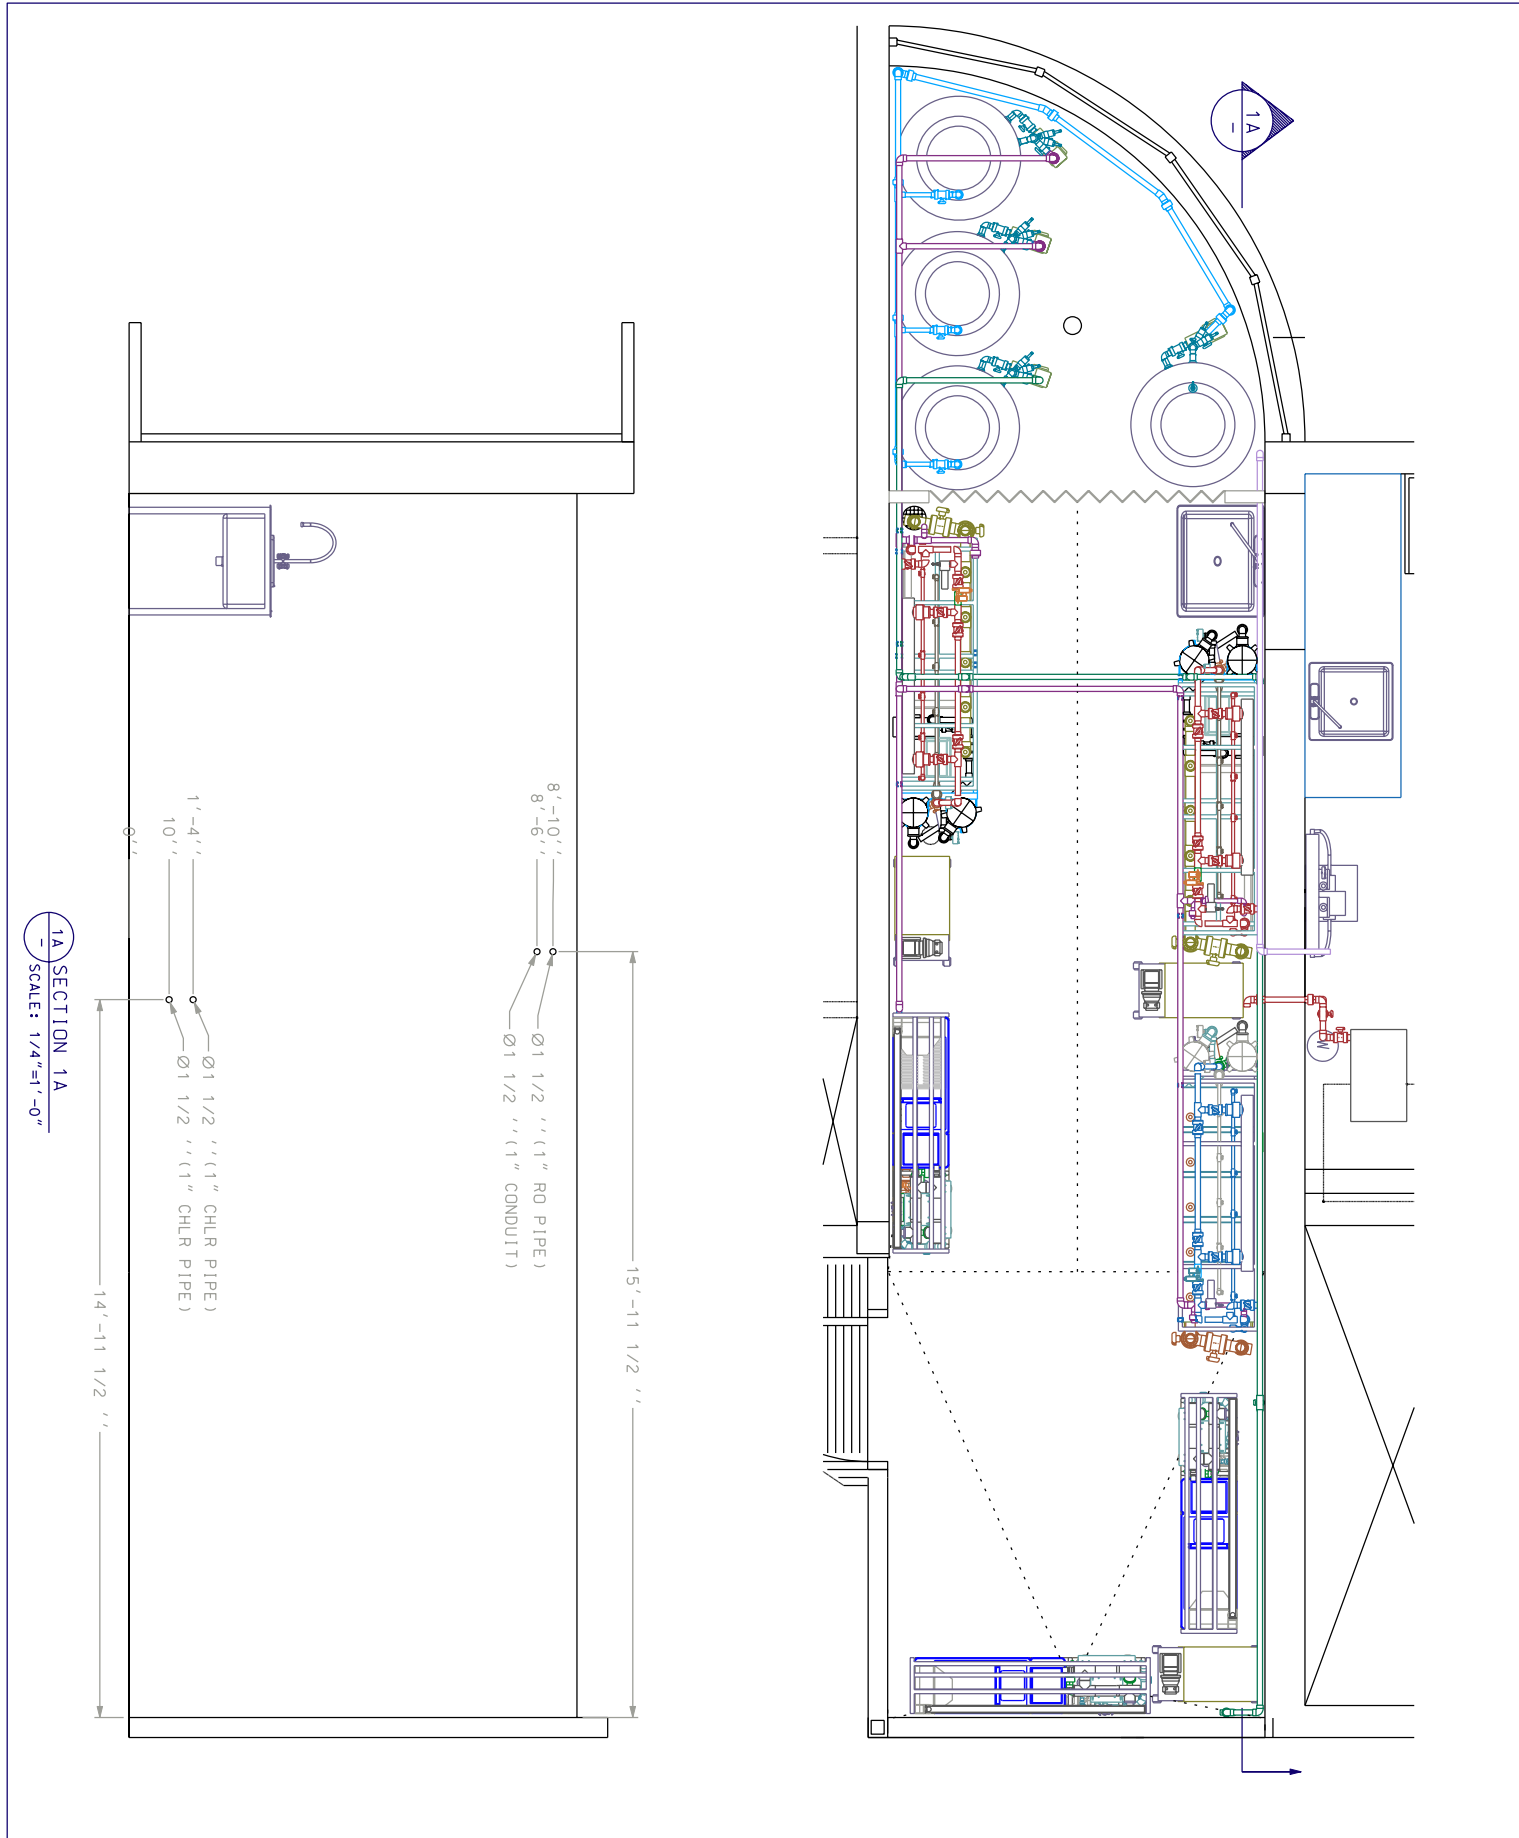 1A
-
8'-10''
8'-6''
1'-4''
10''
0''
Ø1 1/2 ''(1" RO PIPE)
Ø1 1/2 ''(1" CONDUIT)
Ø1 1/2 ''(1" CHLR PIPE)
Ø1 1/2 ''(1" CHLR PIPE)
15'-11 1/2 ''
14'-11 1/2 ''
W
1A
-
SECTION 1A
SCALE: 1/4"=1'-0"